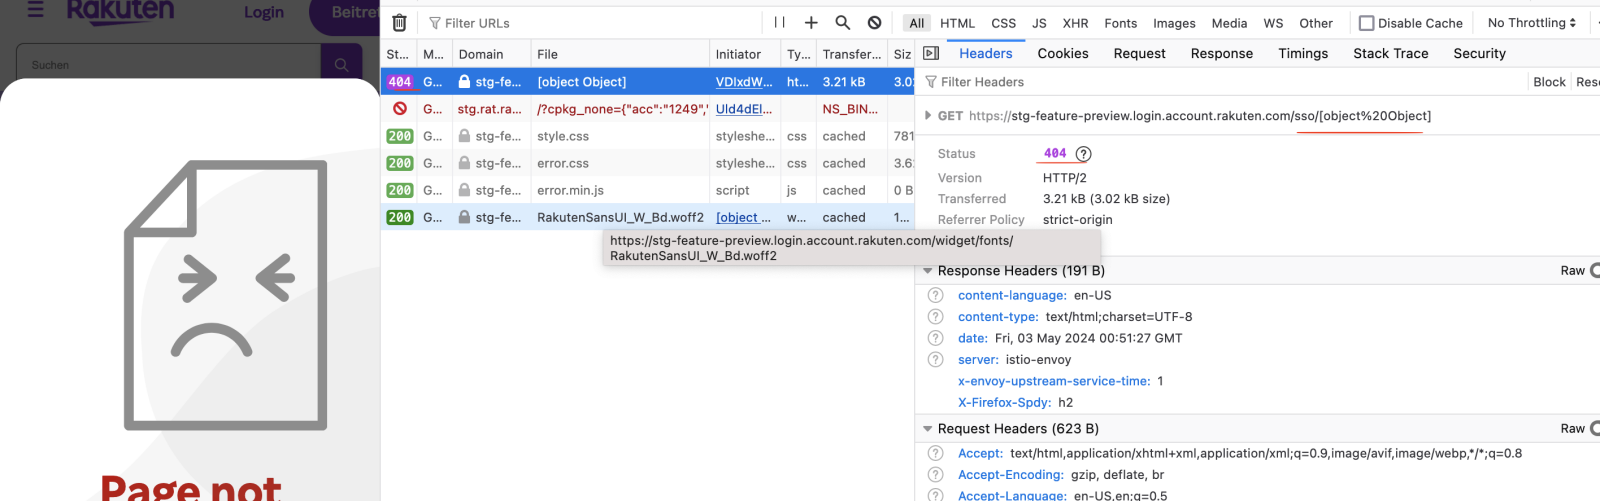 Rakuten
Login
Beitret
Suchen
Page not
Filter URLs
All HTML CSS JS XHR Fonts Images Media WS Other Disable Cache No Throttling
St... M... Domain File Initiator Ty... Transfer... Siz
404 G... stg-fe... [object Object] VDIxdW... ht... 3.21 kB 3.0
G... stg.rat.ra... /?cpkg_none={"acc":"1249", UId4dEl... NS_BIN...
200 G... stg-fe... style.css styleshe... css cached 781
200 G... stg-fe... error.css styleshe... css cached 3.6
200 G... stg-fe... error.min.js script js cached 0 B
200 G... stg-fe... RakutenSansUI_W_Bd.woff2 [object ... w... cached 1...
https://stg-feature-preview.login.account.rakuten.com/widget/fonts/
RakutenSansUI_W_Bd.woff2
Headers Cookies Request Response Timings Stack Trace Security
Filter Headers Block Rese
GET https://stg-feature-preview.login.account.rakuten.com/sso/[object%20Object]
Status 404
Version HTTP/2
Transferred 3.21 kB (3.02 kB size)
Referrer Policy strict-origin
Response Headers (191 B) Raw
content-language: en-US
content-type: text/html;charset=UTF-8
date: Fri, 03 May 2024 00:51:27 GMT
server: istio-envoy
x-envoy-upstream-service-time: 1
X-Firefox-Spdy: h2
Request Headers (623 B) Raw
Accept: text/html,application/xhtml+xml,application/xml;q=0.9,image/avif,image/webp,*/*;q=0.8
Accept-Encoding: gzip, deflate, br
Accept-Language: en-US,en;q=0.5